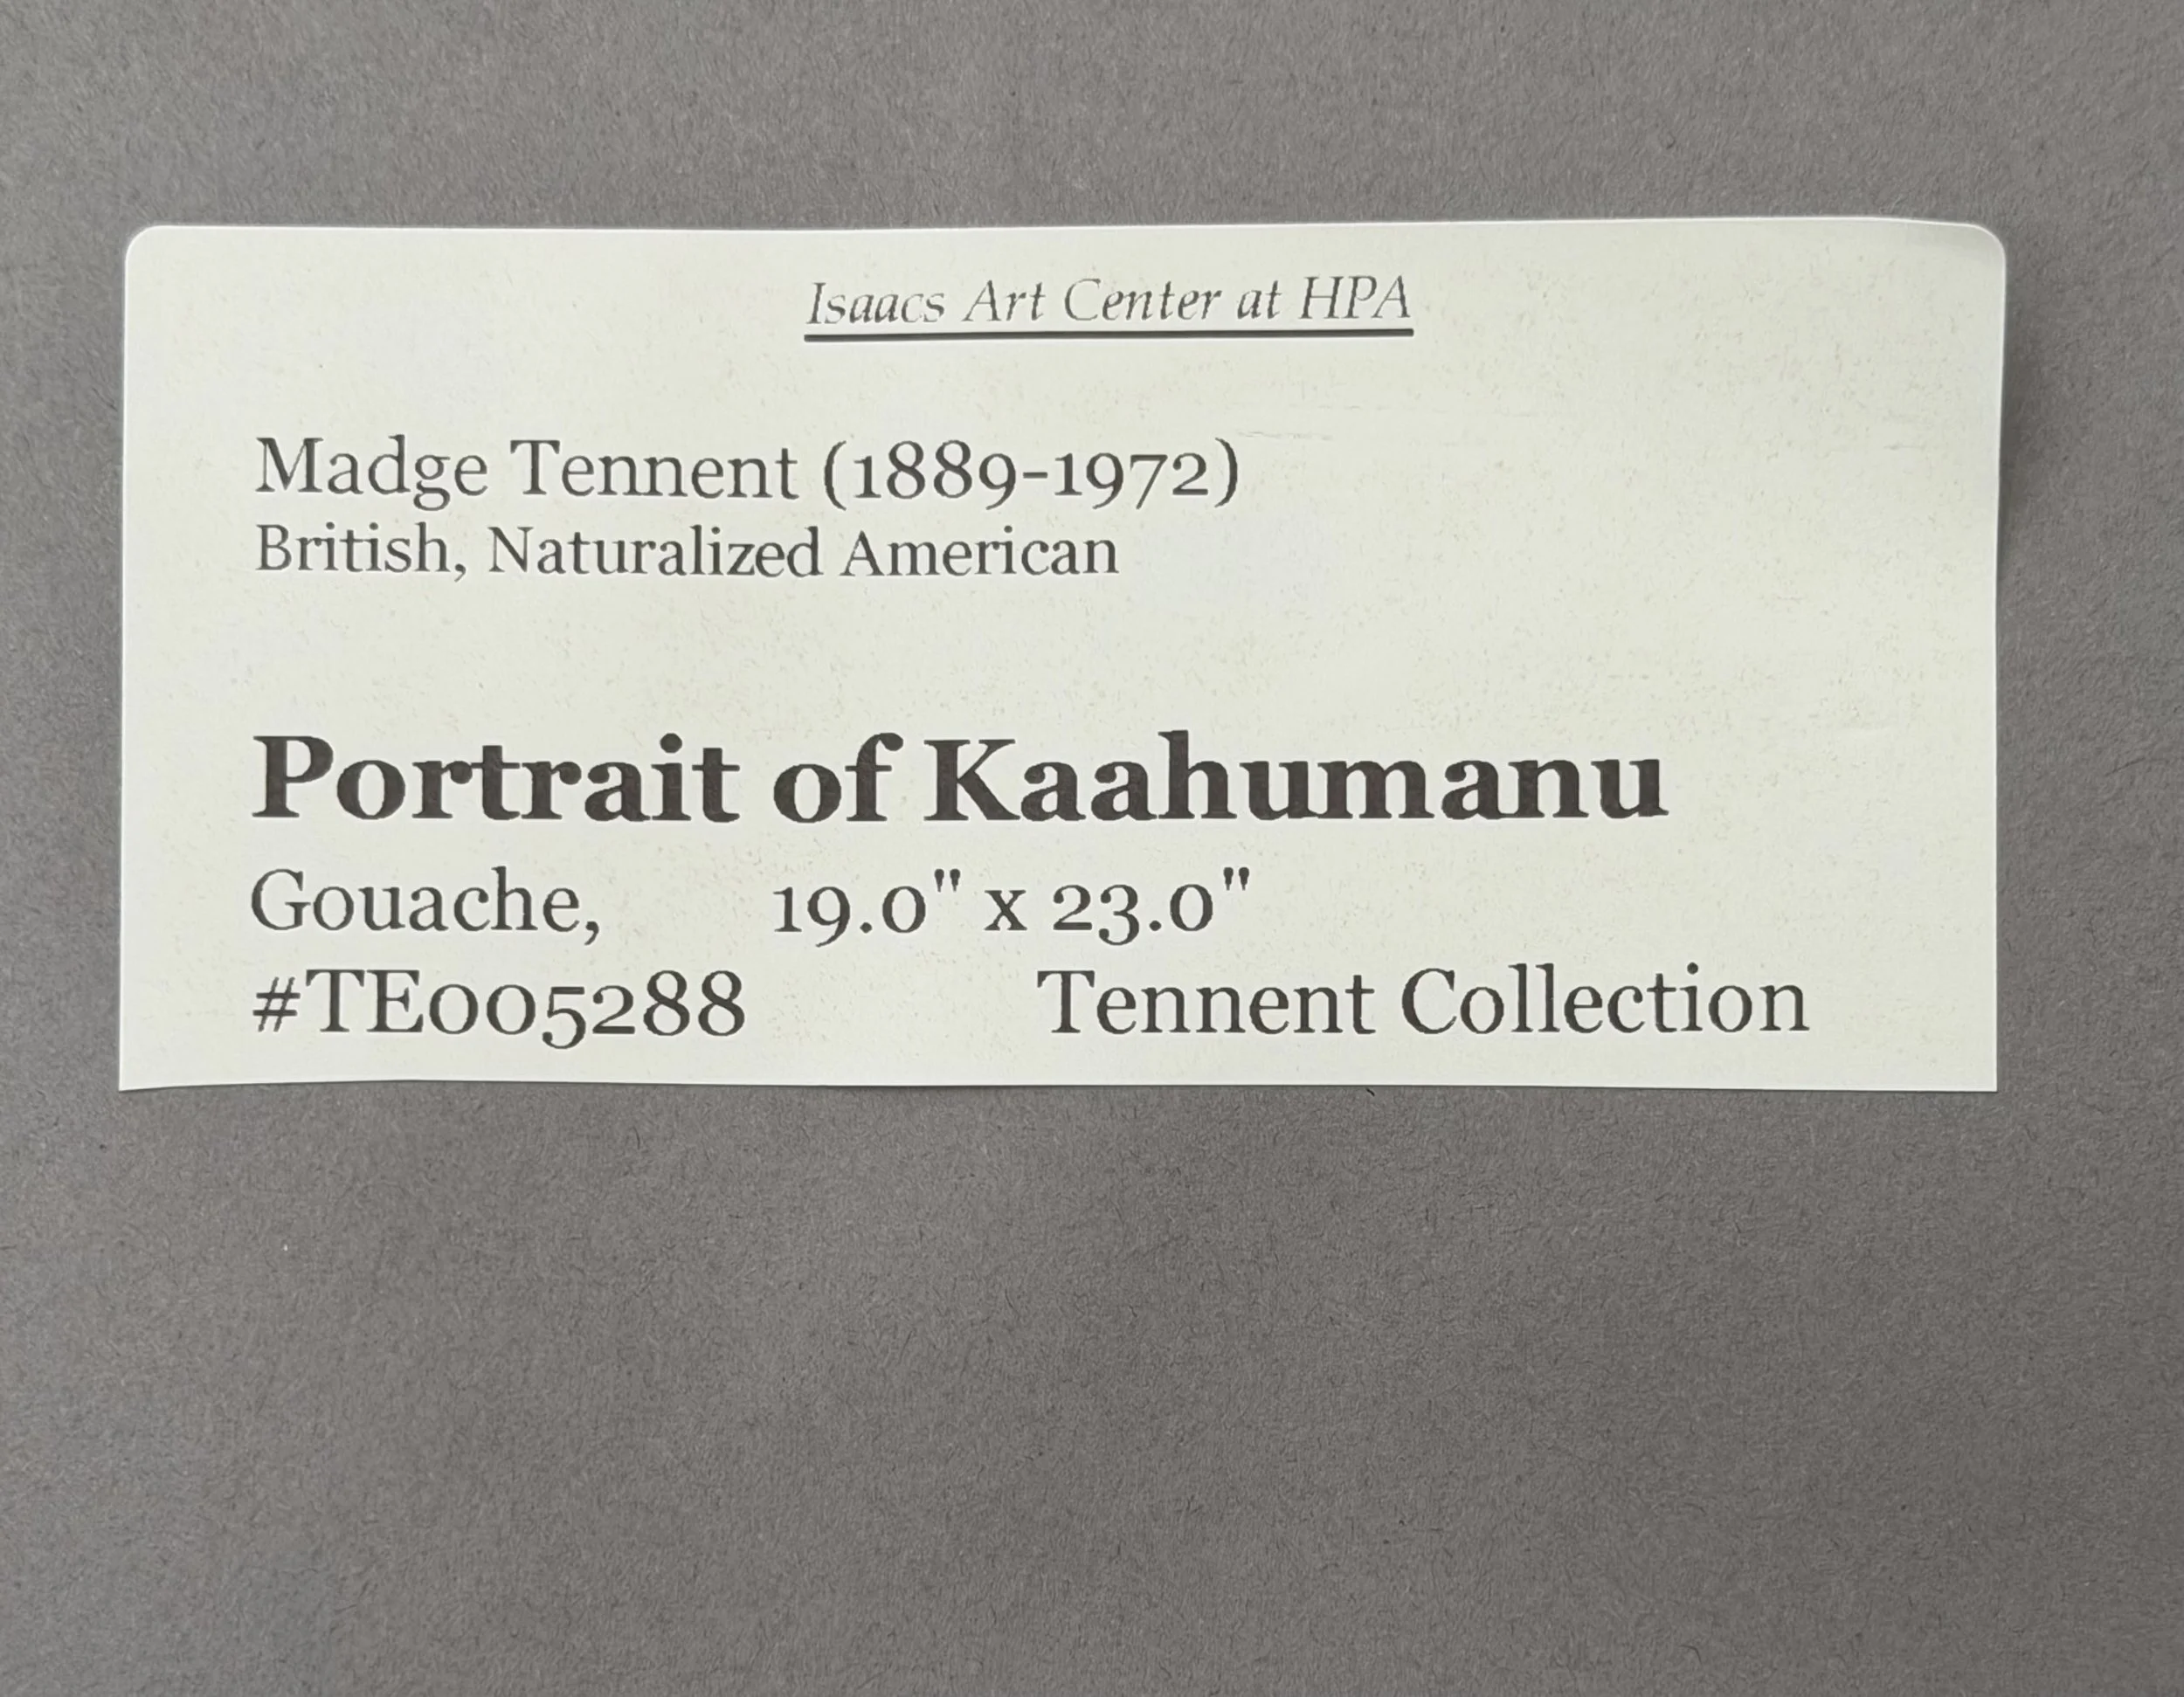 Isaacs Art Center at HPA
Madge Tennent (1889-1972)
British, Naturalized American
Portrait of Kaahumanu
Gouache, 19.0" x 23.0"
#TE005288 Tennent Collection